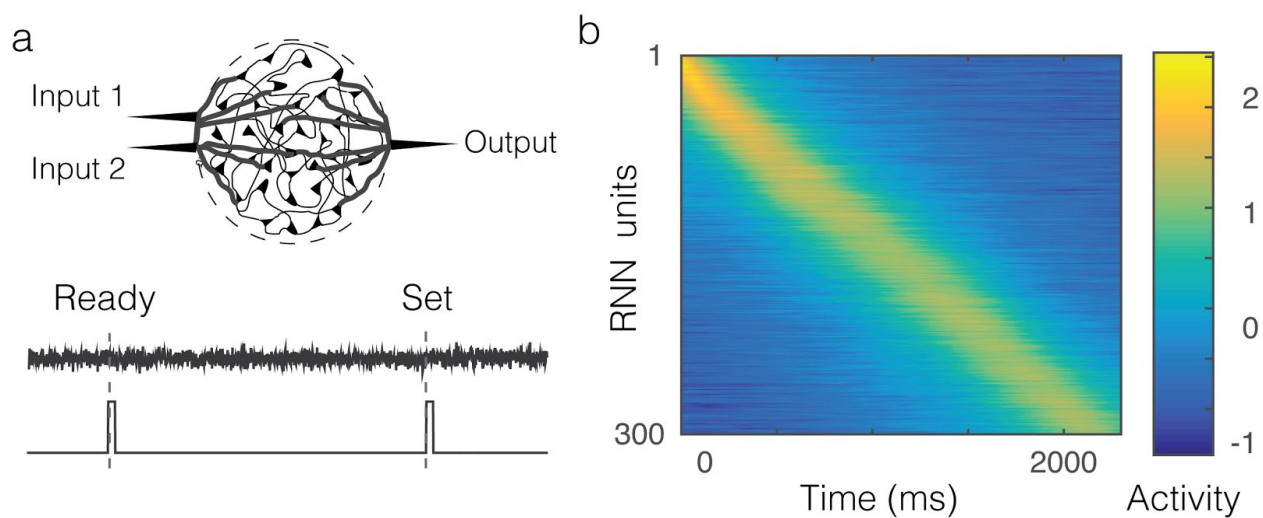 a
Input 1
Input 2
Output
Ready
Set
b
1
RNN units
300
0
2000
Time (ms)
2
1
0
-1
Activity